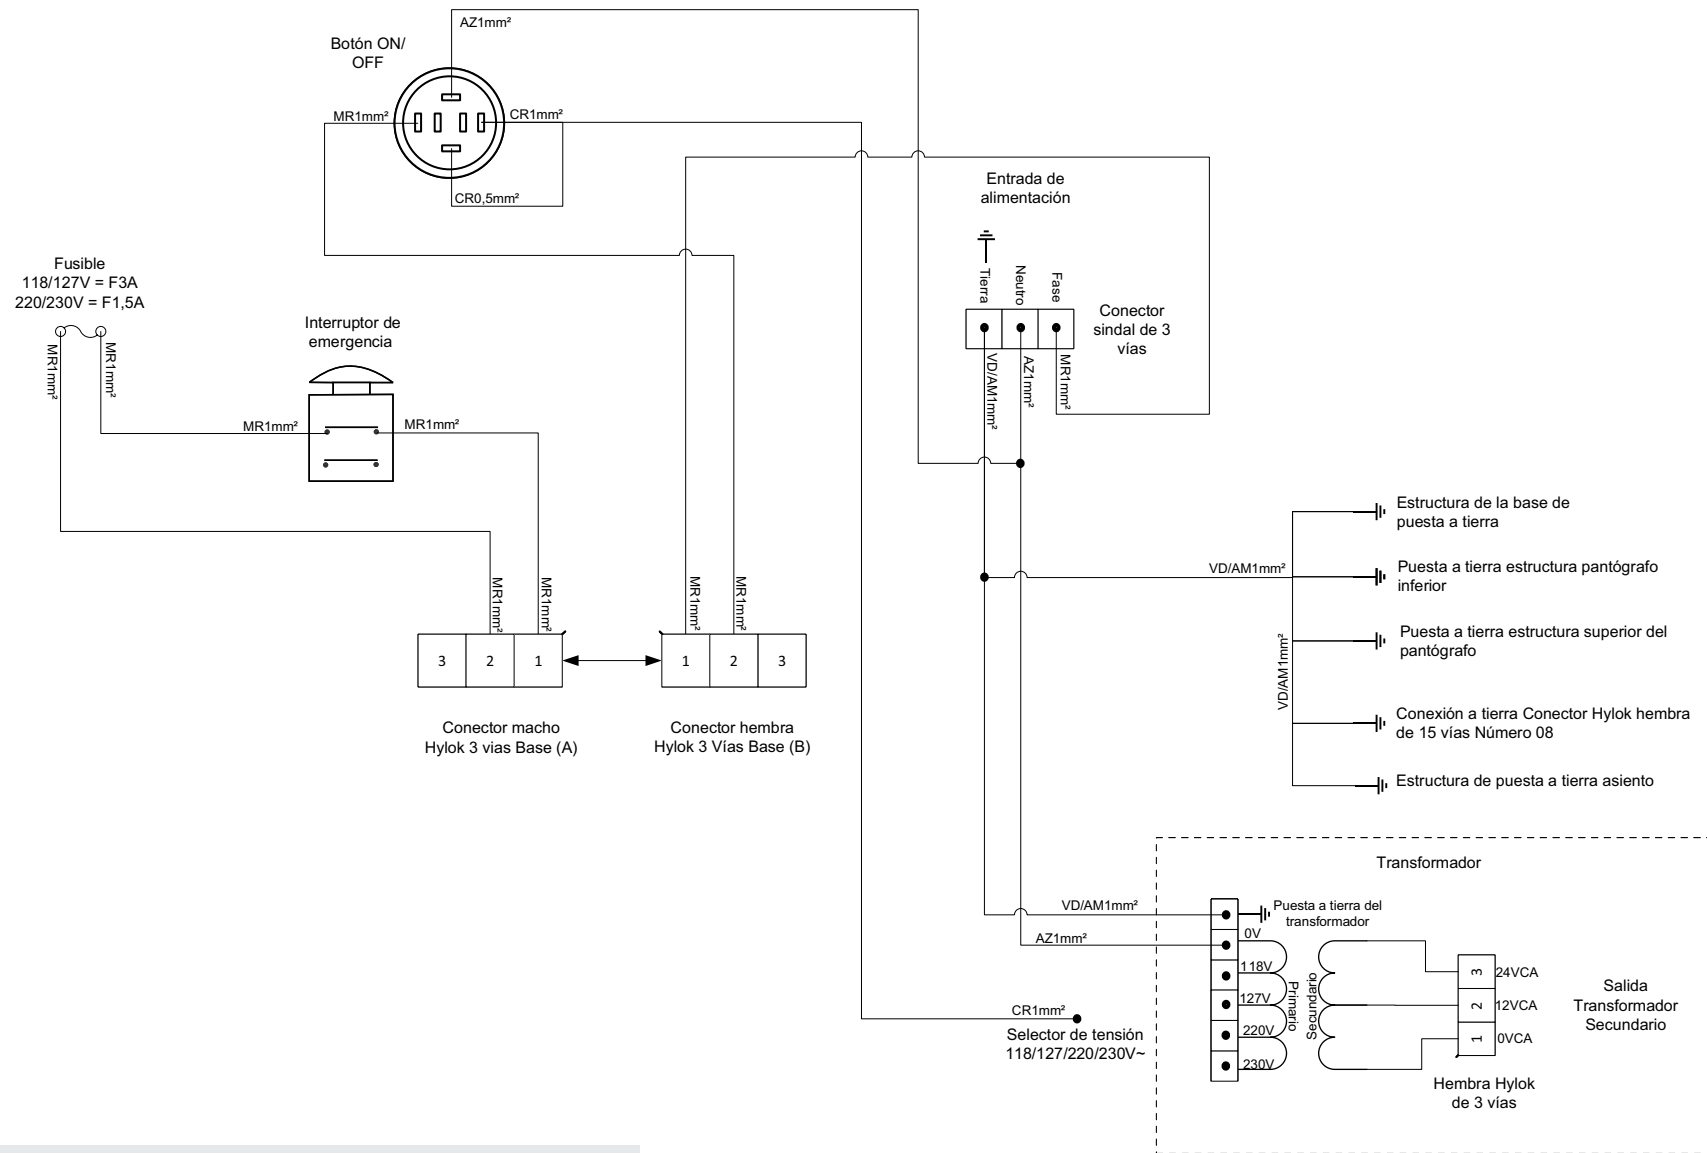 AZ1mm²
Botón ON/
OFF
MR1mm²
CR1mm²
CR0,5mm²
Entrada de
alimentación
Tierra
Neutro
Fase
Conector
sindal de 3
vías
VD/AM1mm²
AZ1mm²
MR1mm²
Fusible
118/127V = F3A
220/230V = F1,5A
MR1mm²
MR1mm²
Interruptor de
emergencia
MR1mm²
MR1mm²
MR1mm²
MR1mm²
MR1mm²
MR1mm²
3
2
1
1
2
3
Conector macho
Hylok 3 vias Base (A)
Conector hembra
Hylok 3 Vías Base (B)
VD/AM1mm²
VD/AM1mm²
Estructura de la base de
puesta a tierra
Puesta a tierra estructura pantógrafo
inferior
Puesta a tierra estructura superior del
pantógrafo
Conexión a tierra Conector Hylok hembra
de 15 vías Número 08
Estructura de puesta a tierra asiento
Transformador
VD/AM1mm²
Puesta a tierra del
transformador
AZ1mm²
0V
118V
127V
220V
230V
Primario
Secundario
3
2
1
24VCA
12VCA
0VCA
Salida
Transformador
Secundario
Hembra Hylok
de 3 vías
CR1mm²
Selector de tensión
118/127/220/230V~